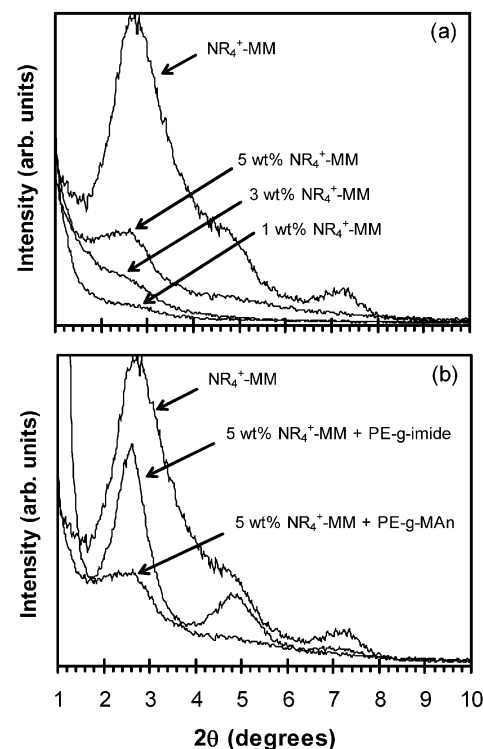 (a)
NR₄⁺-MM
5 wt% NR₄⁺-MM
3 wt% NR₄⁺-MM
1 wt% NR₄⁺-MM
Intensity (arb. units)
(b)
NR₄⁺-MM
5 wt% NR₄⁺-MM + PE-g-imide
5 wt% NR₄⁺-MM + PE-g-MAn
Intensity (arb. units)
1 2 3 4 5 6 7 8 9 10
2θ (degrees)